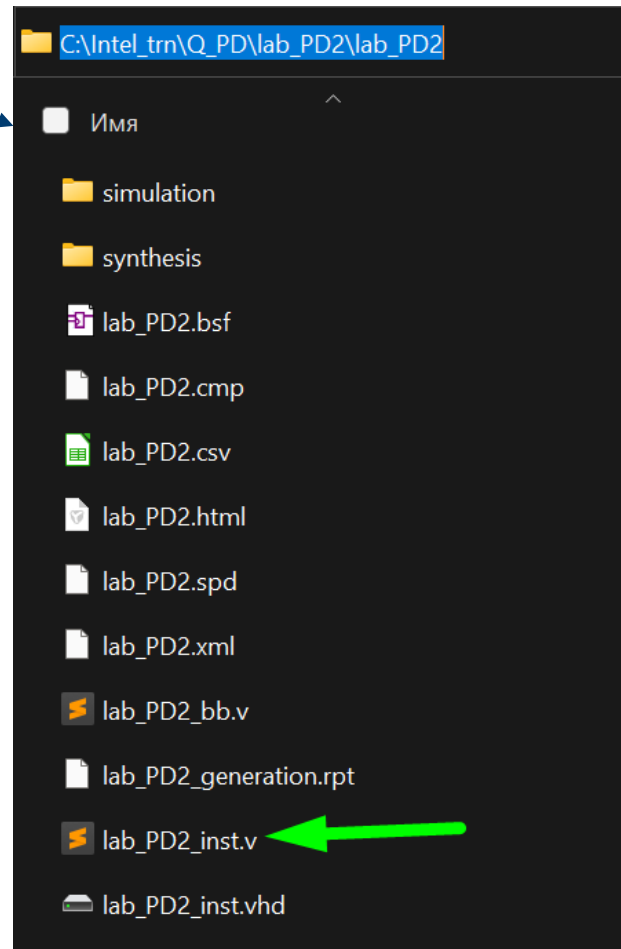 C:\Intel_trn\Q_PD\lab_PD2\lab_PD2
Имя
simulation
synthesis
lab_PD2.bsf
lab_PD2.cmp
lab_PD2.csv
lab_PD2.html
lab_PD2.spd
lab_PD2.xml
lab_PD2_bb.v
lab_PD2_generation.rpt
lab_PD2_inst.v
lab_PD2_inst.vhd